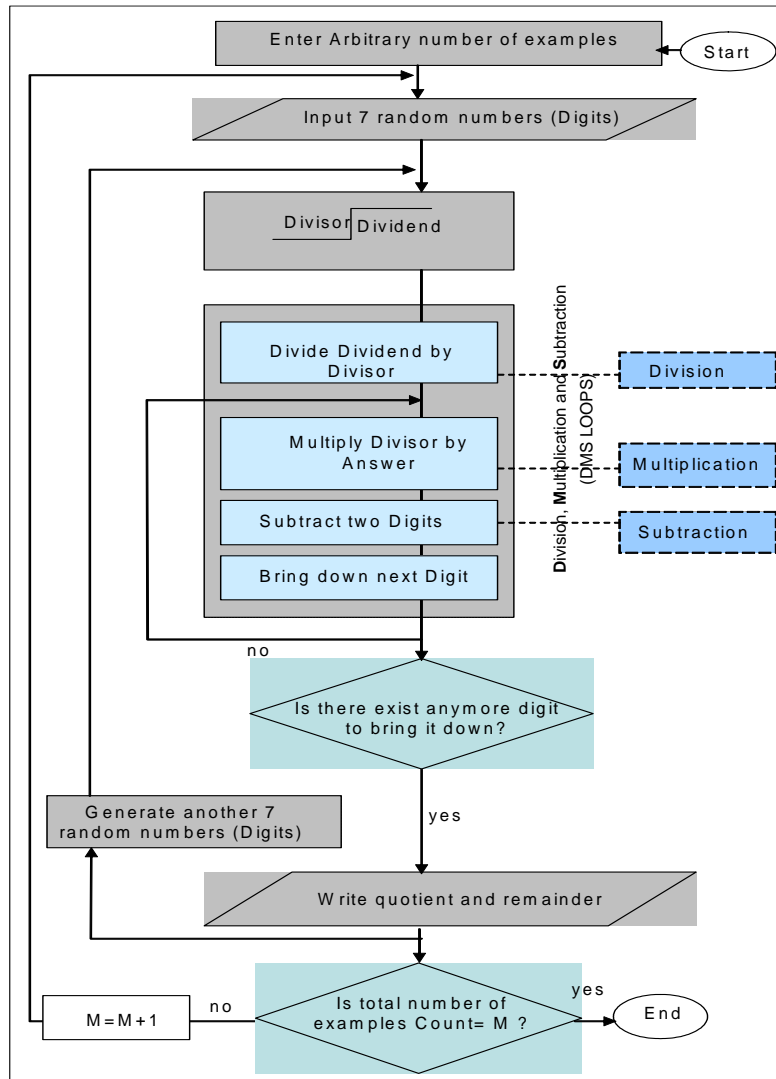 Enter Arbitrary number of examples
Start
Input 7 random numbers (Digits)
Divisor Dividend
Divide Dividend by
Divisor
Multiply Divisor by
Answer
Subtract two Digits
Bring down next Digit
Division, Multiplication and Subtraction
(DMS LOOPS)
Division
Multiplication
Subtraction
no
Is there exist anymore digit
to bring it down?
yes
Generate another 7
random numbers (Digits)
Write quotient and remainder
Is total number of
examples Count= M ?
no
M=M+1
yes
End